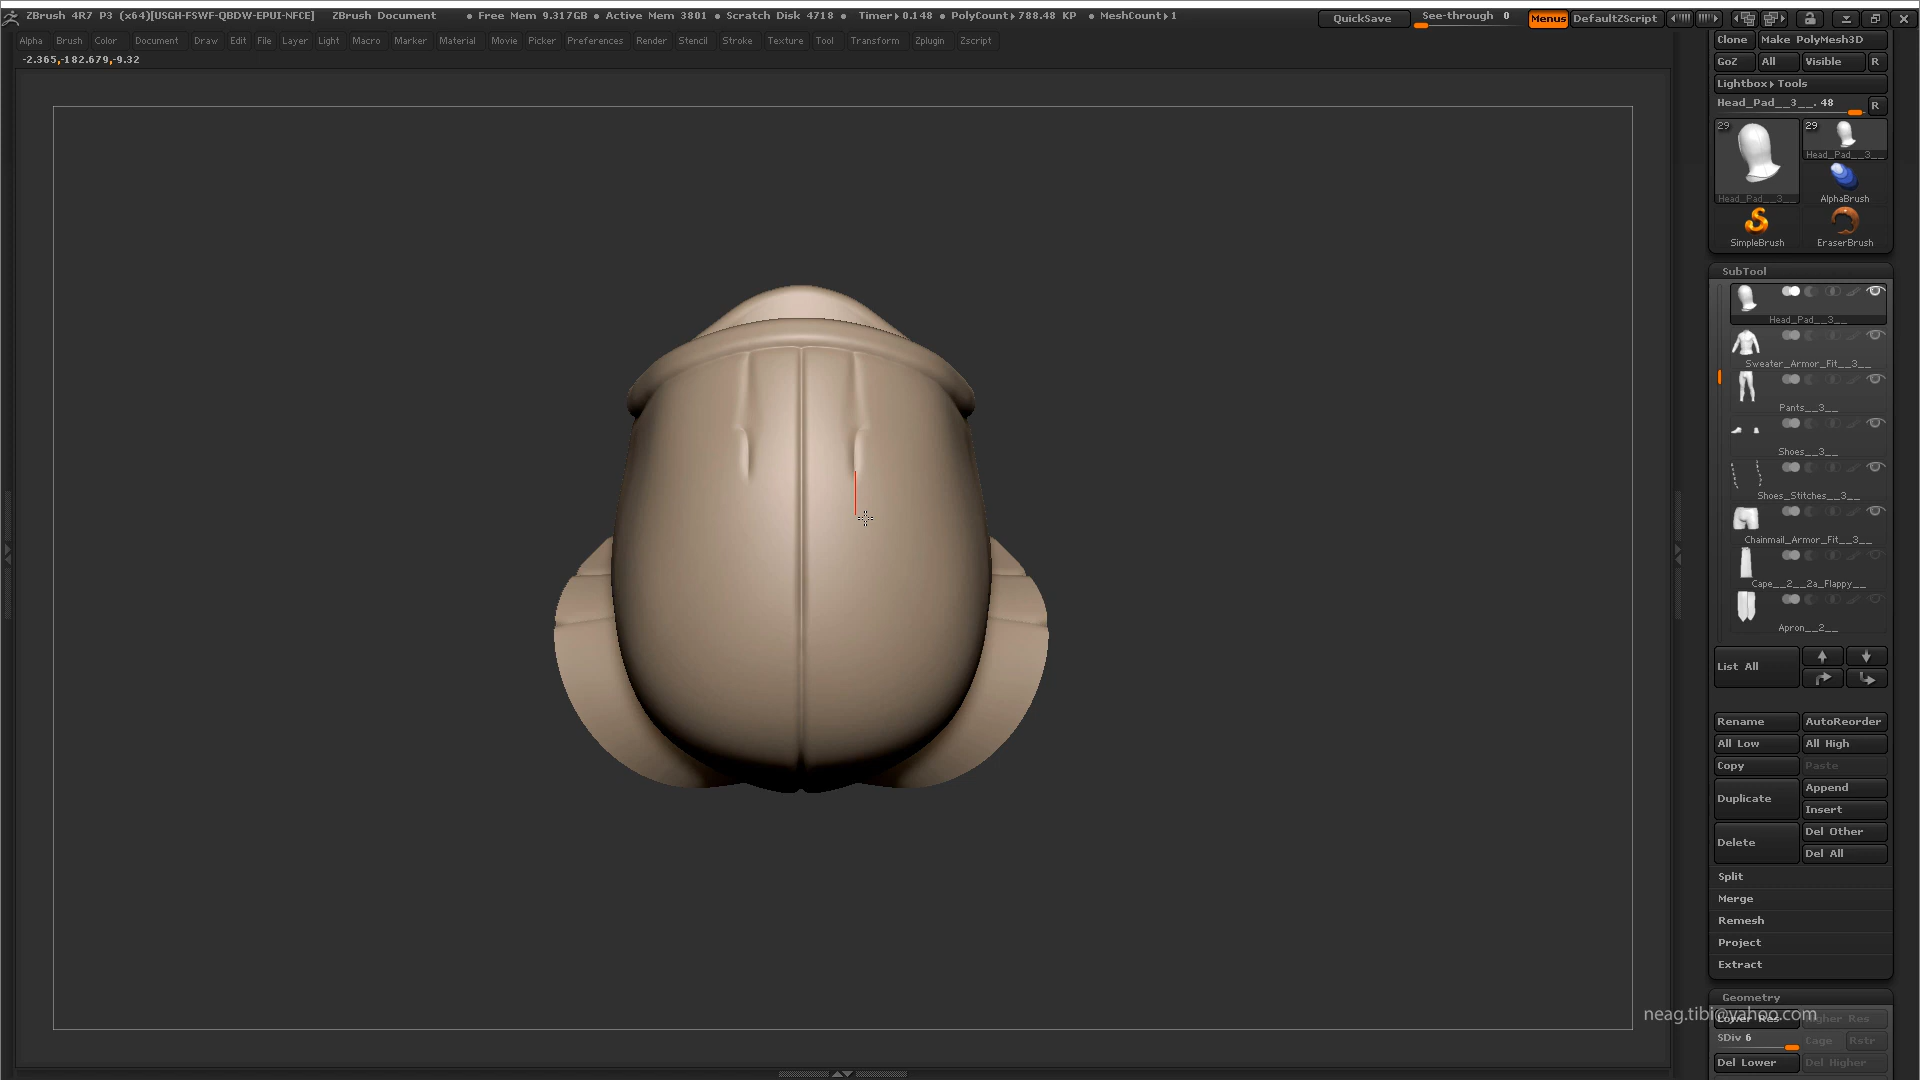 ZBrush 4R7 P3 (x64)[USGH-FSWF-QBDW-EPUI-NFCE] ZBrush Document • Free Mem 9.317GB • Active Mem 3801 • Scratch Disk 4718 • Timer▸0.148 • PolyCount▸788.48 KP • MeshCount▸1 QuickSave See-through 0 Menus DefaultZScript
Alpha Brush Color Document Draw Edit File Layer Light Macro Marker Material Movie Picker Preferences Render Stencil Stroke Texture Tool Transform Zplugin Zscript
-2.365,-182.679,-9.32
Clone Make PolyMesh3D
GoZ All Visible R
Lightbox▸Tools
Head_Pad__3__. 48 R
29 29
Head_Pad__3__
Head_Pad__3__ AlphaBrush
SimpleBrush EraserBrush
SubTool
Head_Pad__3__
Sweater_Armor_Fit__3__
Pants__3__
Shoes__3__
Shoes_Stitches__3__
Chainmail_Armor_Fit__3__
Cape__2__2a_Flappy__
Apron__2__
List All
Rename AutoReorder
All Low All High
Copy Paste
Duplicate Append
Insert
Delete Del Other
Del All
Split
Merge
Remesh
Project
Extract
Geometry
neag.tibi@yahoo.com
Lower Res Higher Res
SDiv 6 Cage Rstr
Del Lower Del Higher